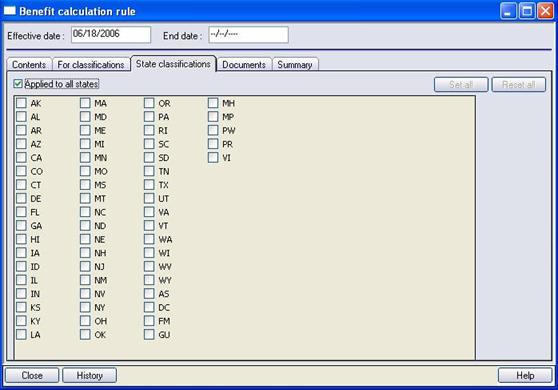 Benefit calculation rule
Effective date : 06/18/2006 End date : --/--/----
Contents For classifications State classifications Documents Summary
Applied to all states Set all Reset all
AK MA OR MH
AL MD PA MP
AR ME RI PW
AZ MI SC PR
CA MN SD VI
CO MO TN
CT MS TX
DE MT UT
FL NC VA
GA ND VT
HI NE WA
IA NH WI
ID NJ WV
IL NM WY
IN NV AS
KS NY DC
KY OH FM
LA OK GU
Close History Help